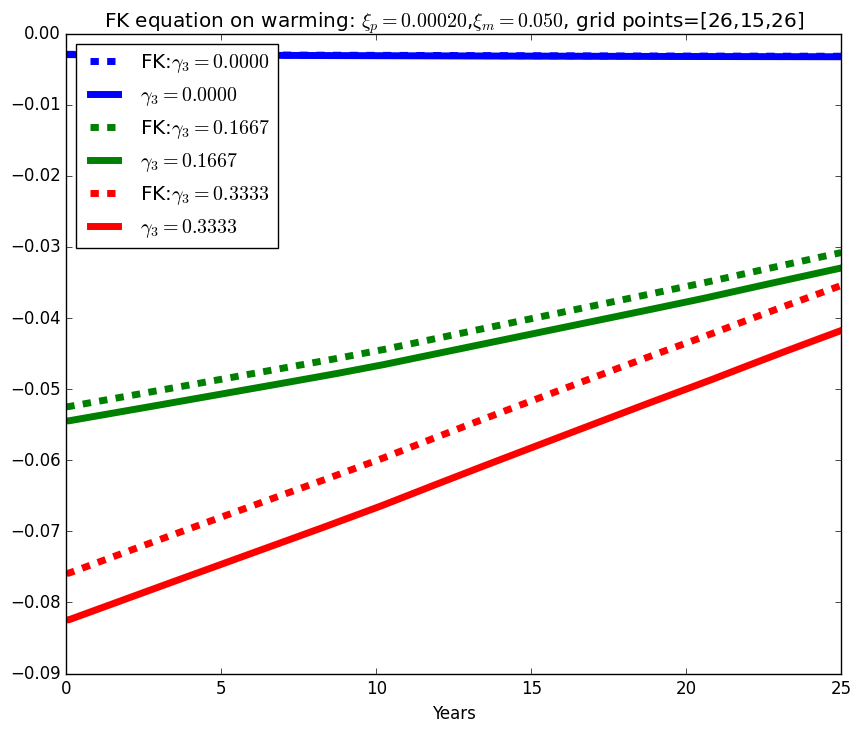 FK equation on warming: ξ_p = 0.00020,ξ_m = 0.050, grid points=[26,15,26]
0.00
−0.01
−0.02
−0.03
−0.04
−0.05
−0.06
−0.07
−0.08
−0.09
FK:γ₃ = 0.0000
γ₃ = 0.0000
FK:γ₃ = 0.1667
γ₃ = 0.1667
FK:γ₃ = 0.3333
γ₃ = 0.3333
0 5 10 15 20 25
Years